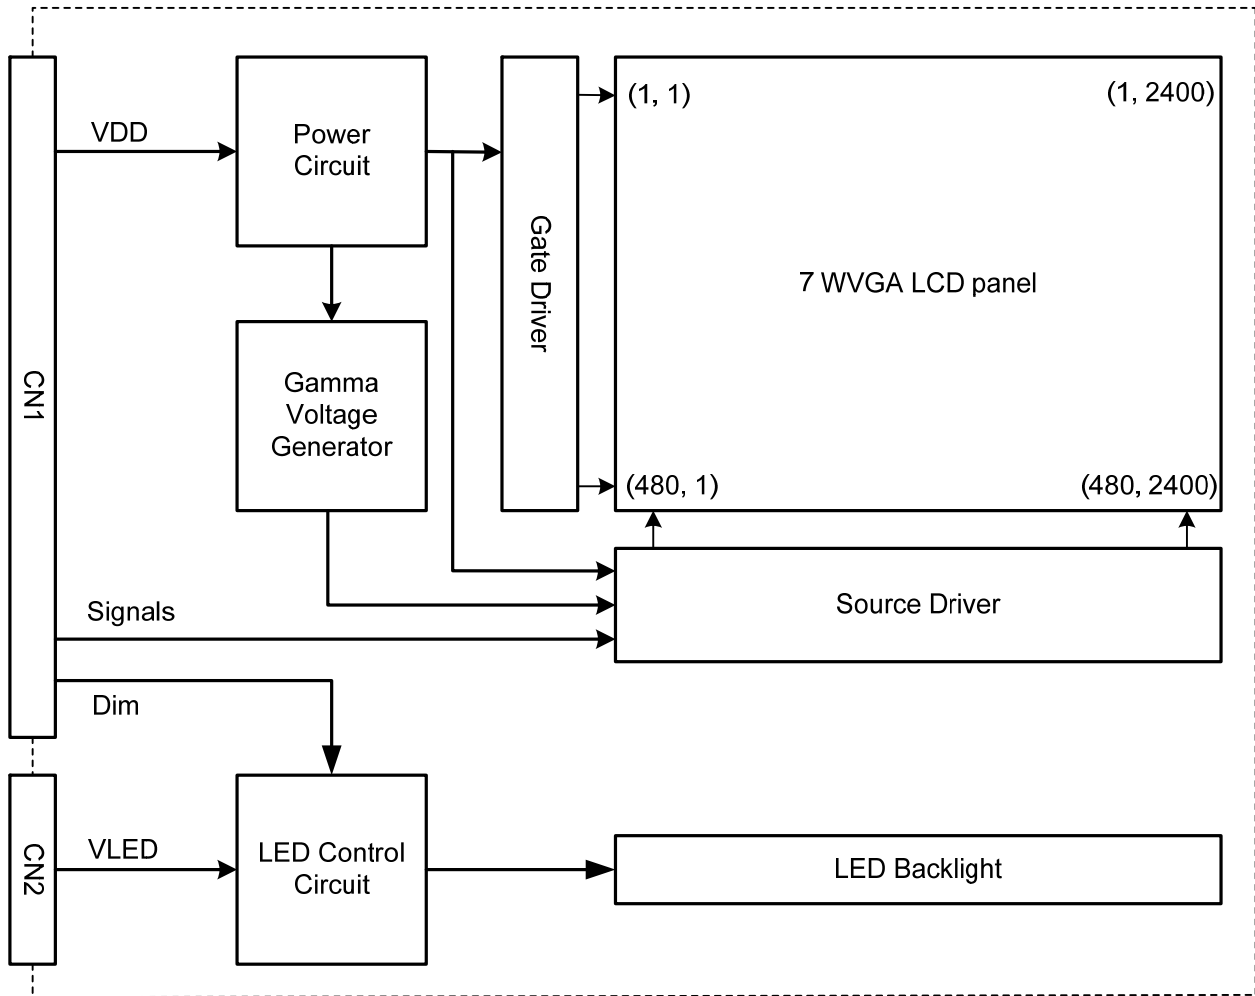 (1, 1)
(1, 2400)
VDD
Power
Circuit
Gate Driver
7 WVGA LCD panel
CN1
Gamma
Voltage
Generator
(480, 1)
(480, 2400)
Signals
Source Driver
Dim
CN2
VLED
LED Control
Circuit
LED Backlight